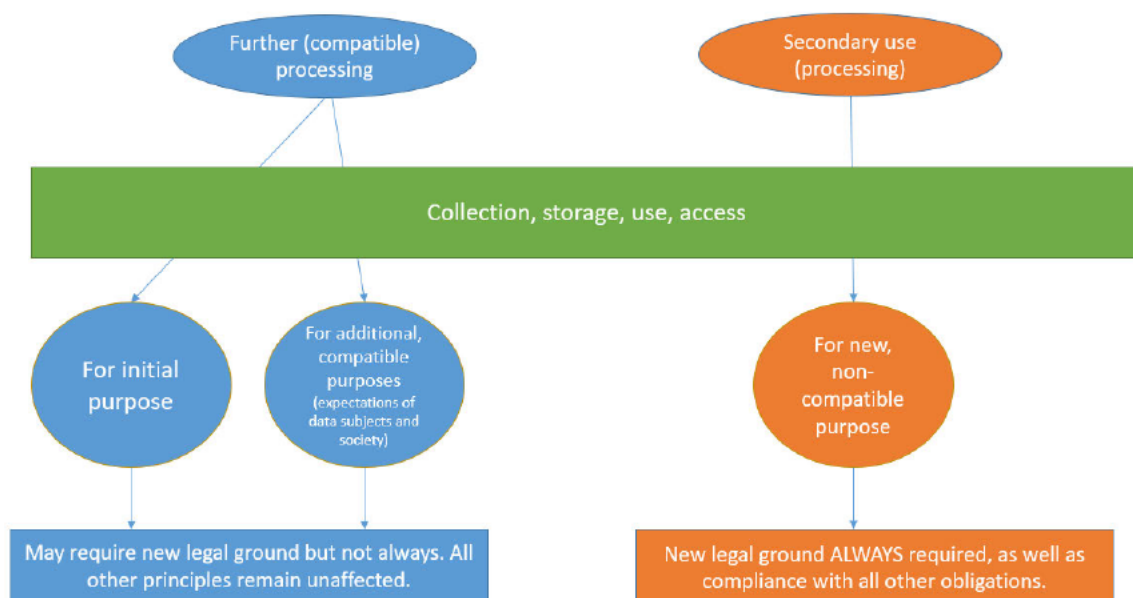 Further (compatible)
processing
Secondary use
(processing)
Collection, storage, use, access
For initial
purpose
For additional,
compatible
purposes
(expectations of
data subjects and
society)
For new,
non-
compatible
purpose
May require new legal ground but not always. All
other principles remain unaffected.
New legal ground ALWAYS required, as well as
compliance with all other obligations.